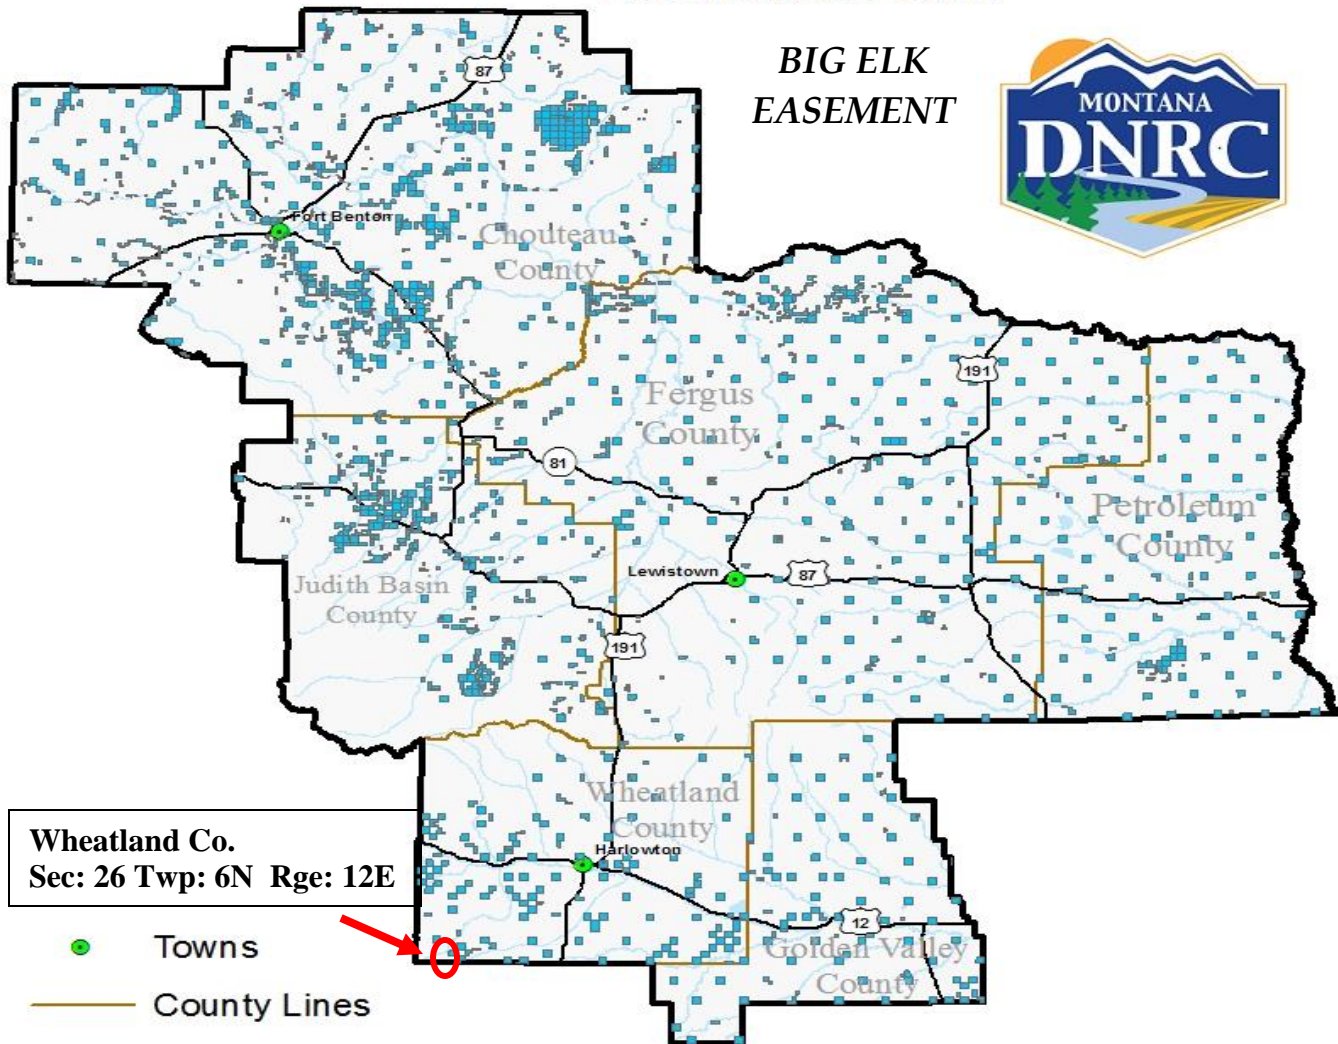 BIG ELK
EASEMENT
MONTANA
DNRC
87
Fort Benton
Chouteau
County
191
Fergus
County
81
Petroleum
County
Lewistown
87
Judith Basin
County
191
Wheatland
County
Harlowton
Wheatland Co.
Sec: 26 Twp: 6N Rge: 12E
12
Golden Valley
County
Towns
County Lines